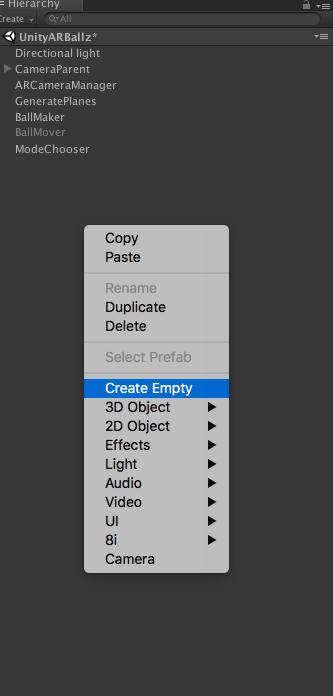 Hierarchy
Create
All
UnityARBallz*
Directional light
CameraParent
ARCameraManager
GeneratePlanes
BallMaker
BallMover
ModeChooser
Copy
Paste
Rename
Duplicate
Delete
Select Prefab
Create Empty
3D Object
2D Object
Effects
Light
Audio
Video
UI
8i
Camera